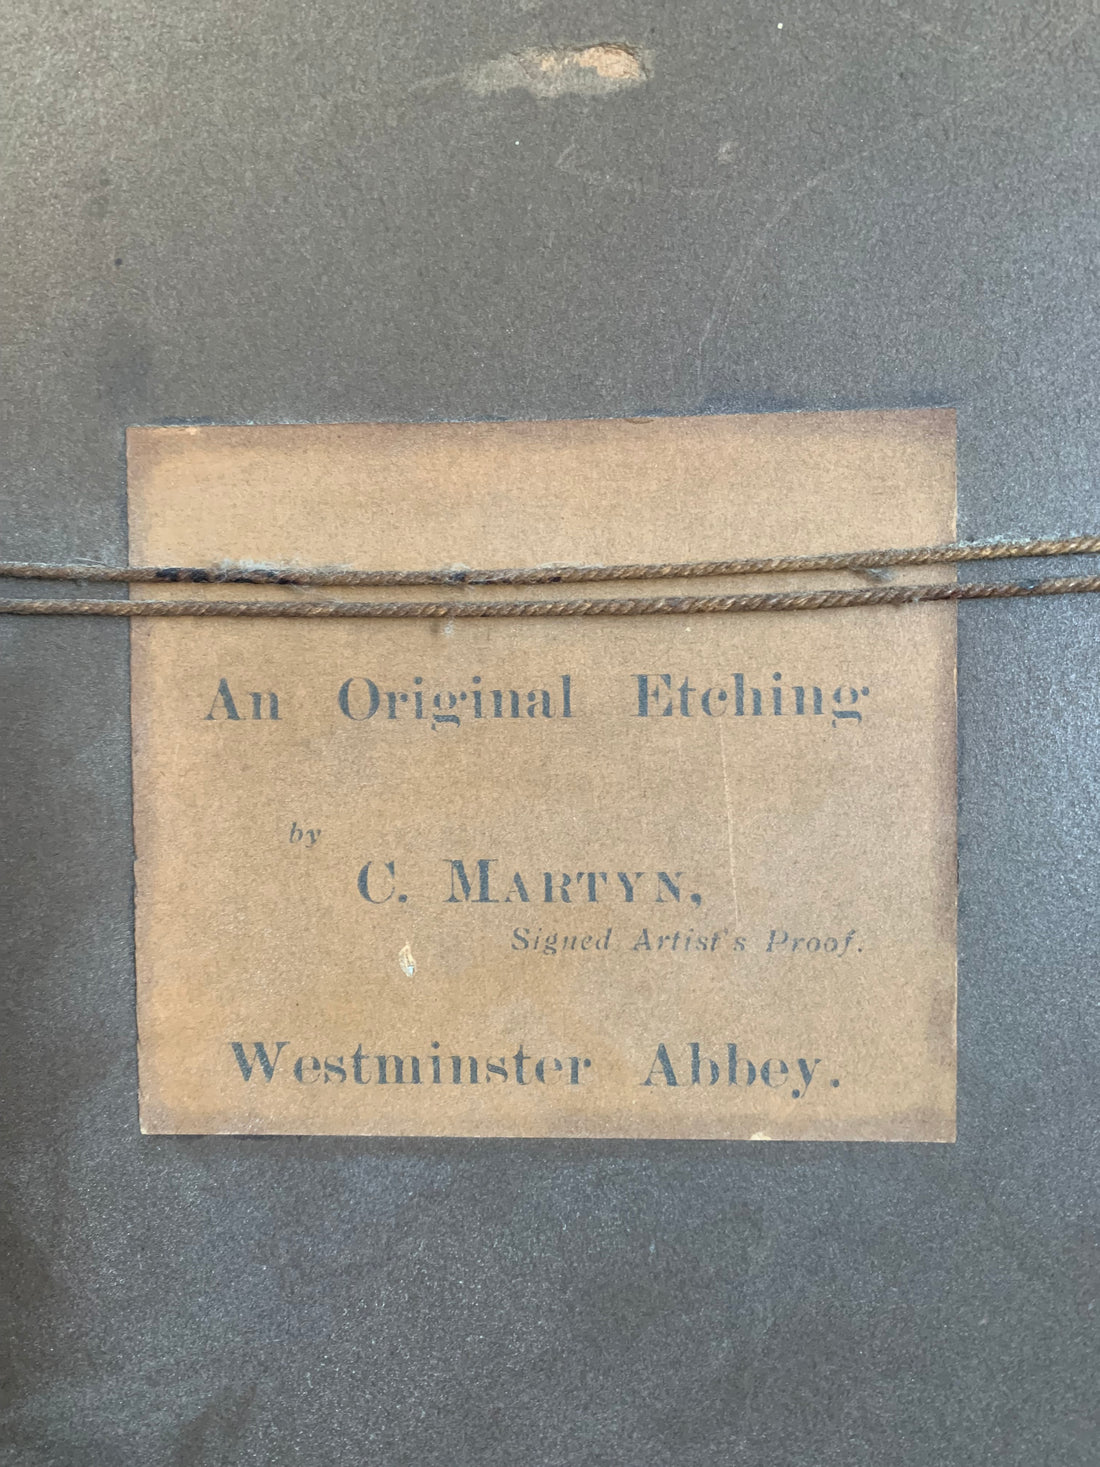 An Original Etching
by
C. MARTYN,
Signed Artist's Proof.
Westminster Abbey.